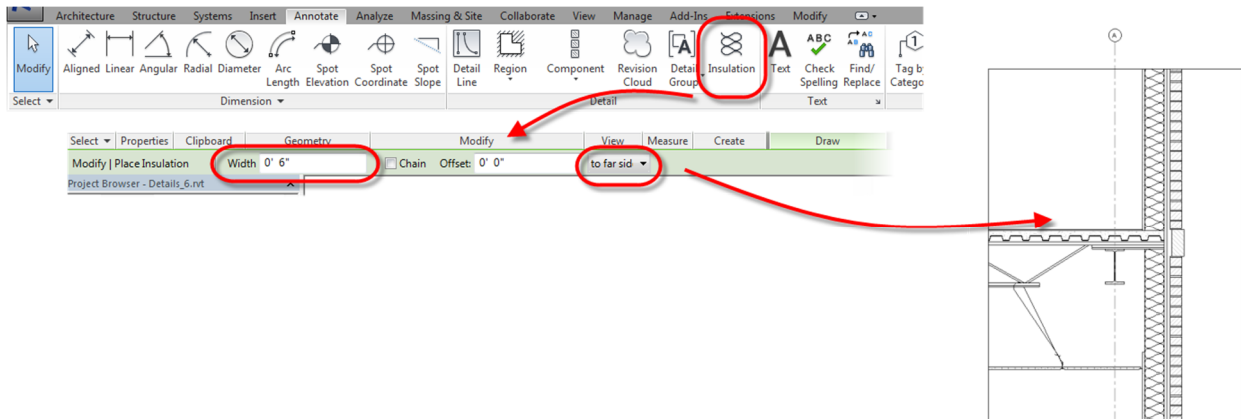 Architecture Structure Systems Insert Annotate Analyze Massing & Site Collaborate View Manage Add-Ins Extensions Modify
Modify Aligned Linear Angular Radial Diameter Arc Length Spot Elevation Spot Coordinate Spot Slope Detail Line Region Component Revision Cloud Detail Group Insulation Text Check Spelling Find/ Replace Tag by Catego
Select Dimension Detail Text
Select Properties Clipboard Geometry Modify View Measure Create Draw
Modify | Place Insulation Width 0' 6" Chain Offset: 0' 0" to far sid
Project Browser - Details_6.rvt x
A